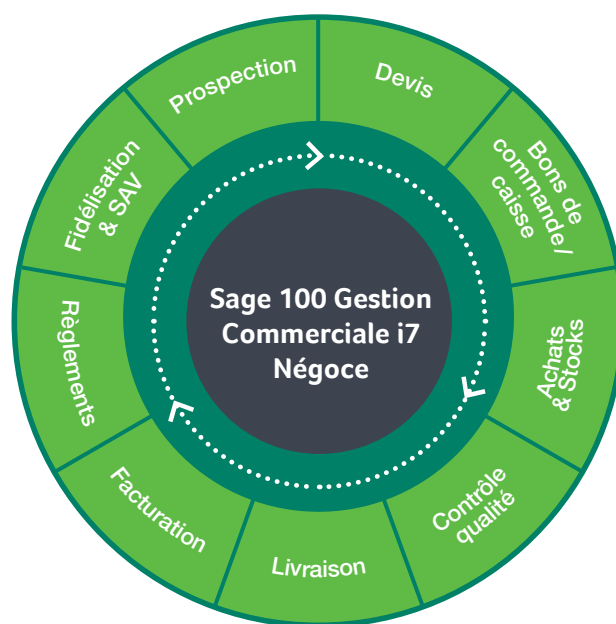 Sage 100 Gestion
Commerciale i7
Négoce
Prospection
Devis
Bons de
commande /
caisse
Achats
& Stocks
Contrôle
qualité
Livraison
Facturation
Règlements
Fidélisation
& SAV